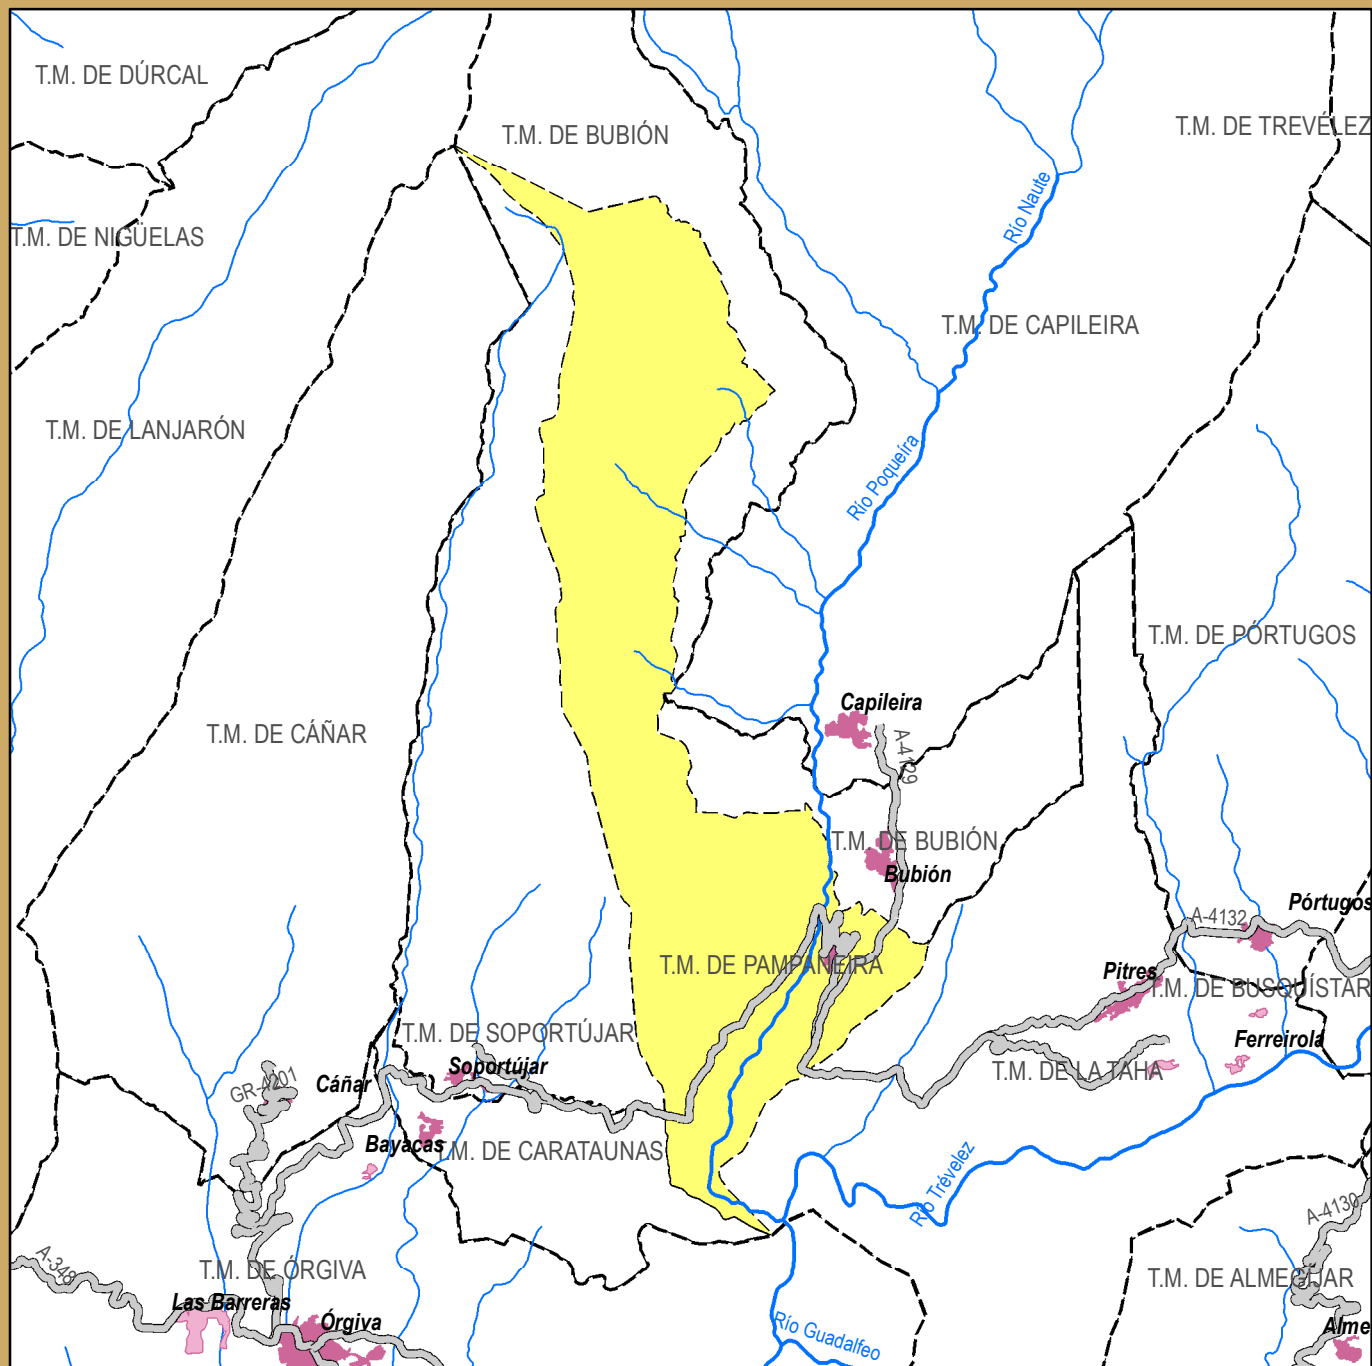 T.M. DE DÚRCAL
T.M. DE BUBIÓN
T.M. DE TREVÉLEZ
Río Naute
T.M. DE NIGÜELAS
T.M. DE CAPILEIRA
T.M. DE LANJARÓN
Río Poqueira
T.M. DE PÓRTUGOS
Capileira
T.M. DE CÁÑAR
A-4129
T.M. DE BUBIÓN
Bubión
Pórtugos
A-4132
T.M. DE PAMPANEIRA
Pitres
T.M. DE BUSQUÍSTAR
T.M. DE SOPORTÚJAR
Ferreirola
Soportújar
T.M. DE LA TAHA
Cáñar
GR-4201
Bayacas
T.M. DE CARATAUNAS
Río Trévelez
A-4130
A-348
T.M. DE ÓRGIVA
T.M. DE ALMEGÍJAR
Las Barreras
Órgiva
Río Guadalfeo
Alme